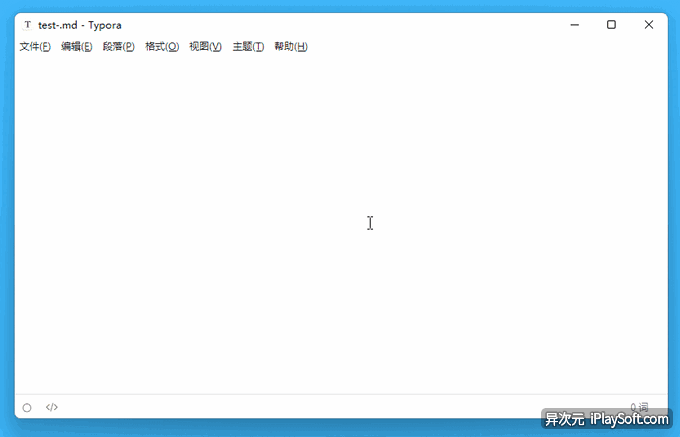 T test-.md - Typora
文件(F) 编辑(E) 段落(P) 格式(O) 视图(V) 主题(T) 帮助(H)
</> 0 词
异次元 iPlaySoft.com